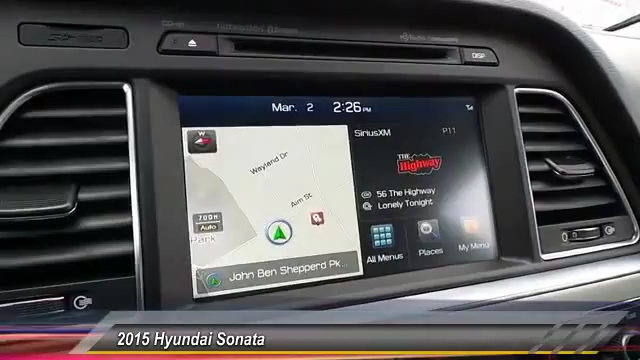 DISP
Mar. 2 2:26 PM
SiriusXM P11
W
Wayland Dr
THE
Highway
Aim St
56 The Highway
Lonely Tonight
700ft
Auto
Park
All Menus
Places
My Menu
John Ben Shepperd Pk...
2015 Hyundai Sonata